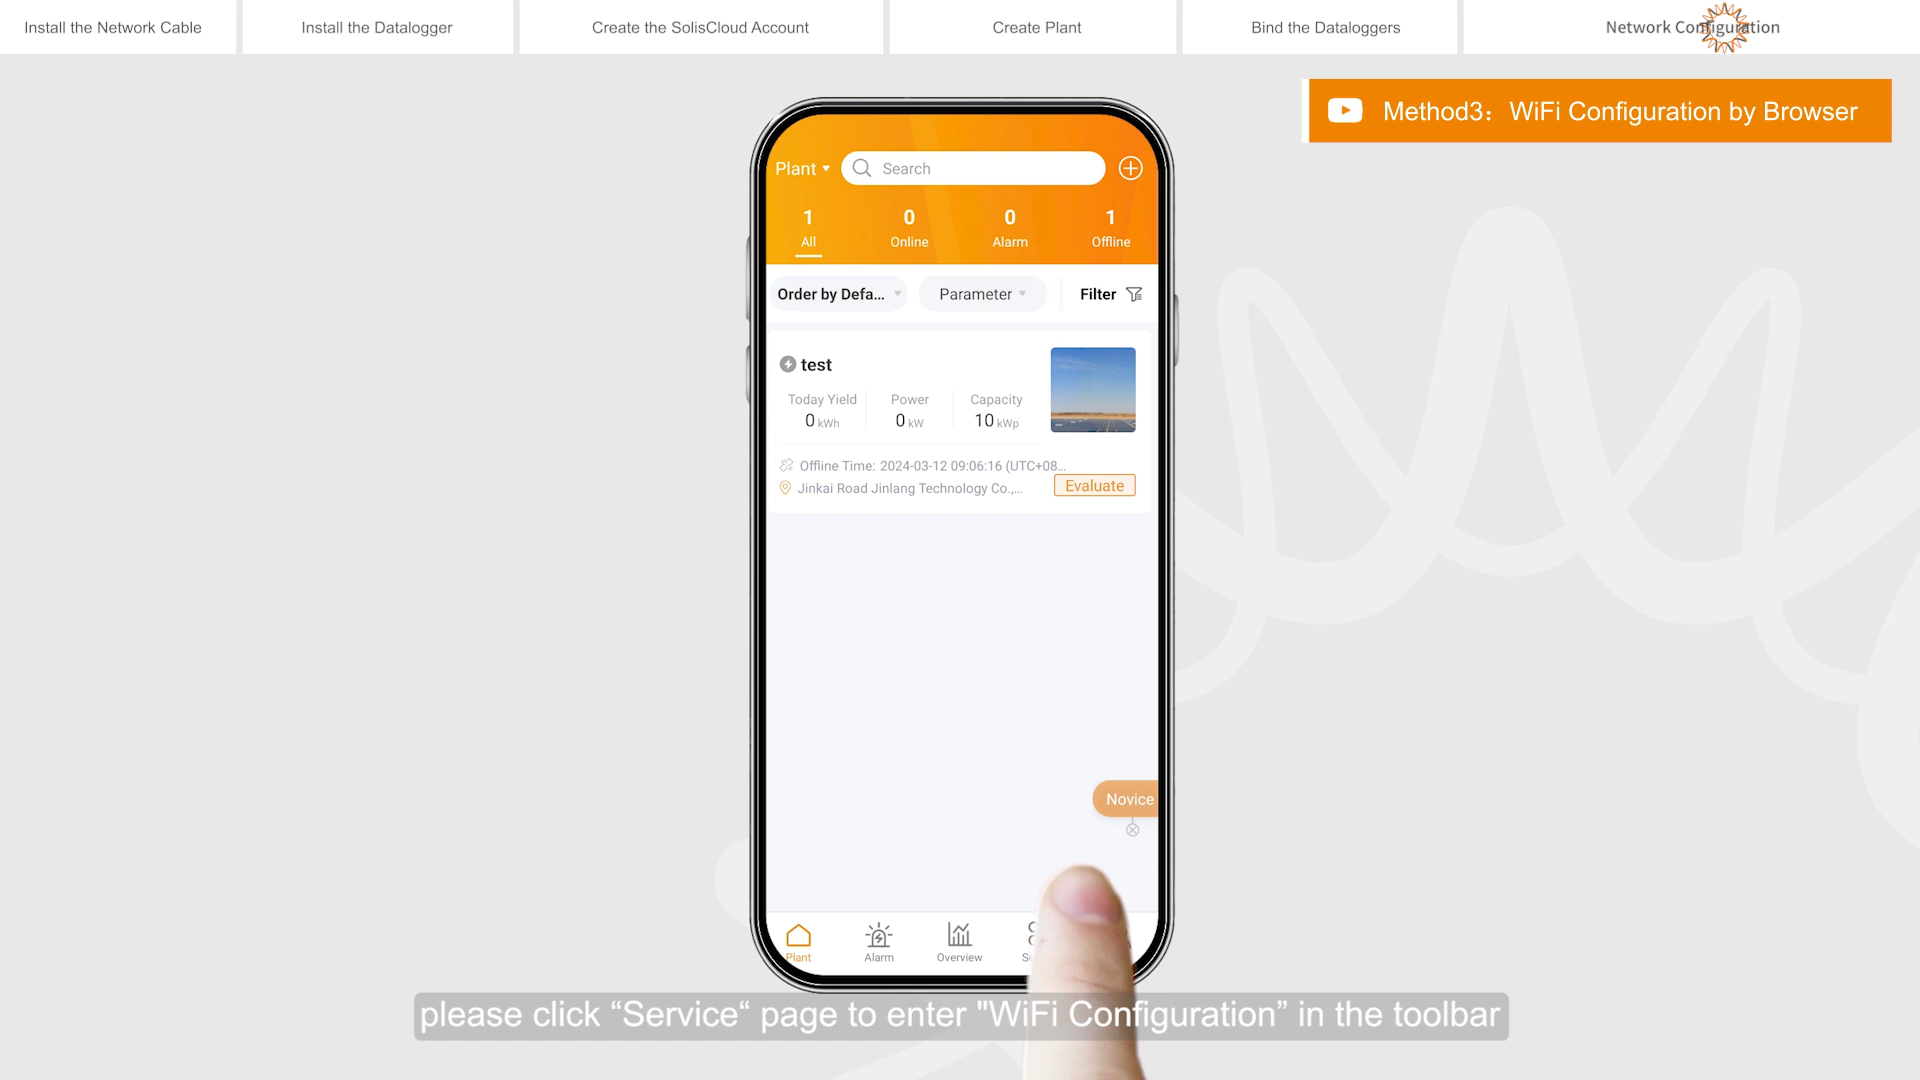 Install the Network Cable
Install the Datalogger
Create the SolisCloud Account
Create Plant
Bind the Dataloggers
Network Configuration
Method3：WiFi Configuration by Browser
Plant
Search
1
0
0
1
All
Online
Alarm
Offline
Order by Defa...
Parameter
Filter
test
Today Yield
Power
Capacity
0 kWh
0 kW
10 kWp
Offline Time: 2024-03-12 09:06:16 (UTC+08...
Jinkai Road Jinlang Technology Co.,...
Evaluate
Novice
Plant
Alarm
Overview
please click “Service“ page to enter "WiFi Configuration” in the toolbar